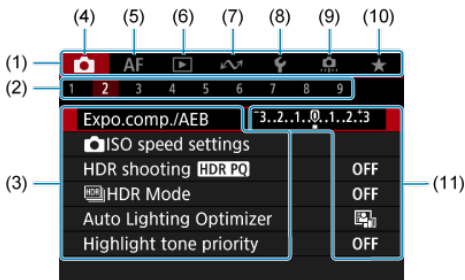 (4) (5) (6) (7) (8) (9) (10)
(1) AF
(2) 1 2 3 4 5 6 7 8 9
Expo.comp./AEB -3..2..1..0..1..2..+3
ISO speed settings
HDR shooting HDR PQ OFF
(3) HDR HDR Mode OFF (11)
Auto Lighting Optimizer
Highlight tone priority OFF